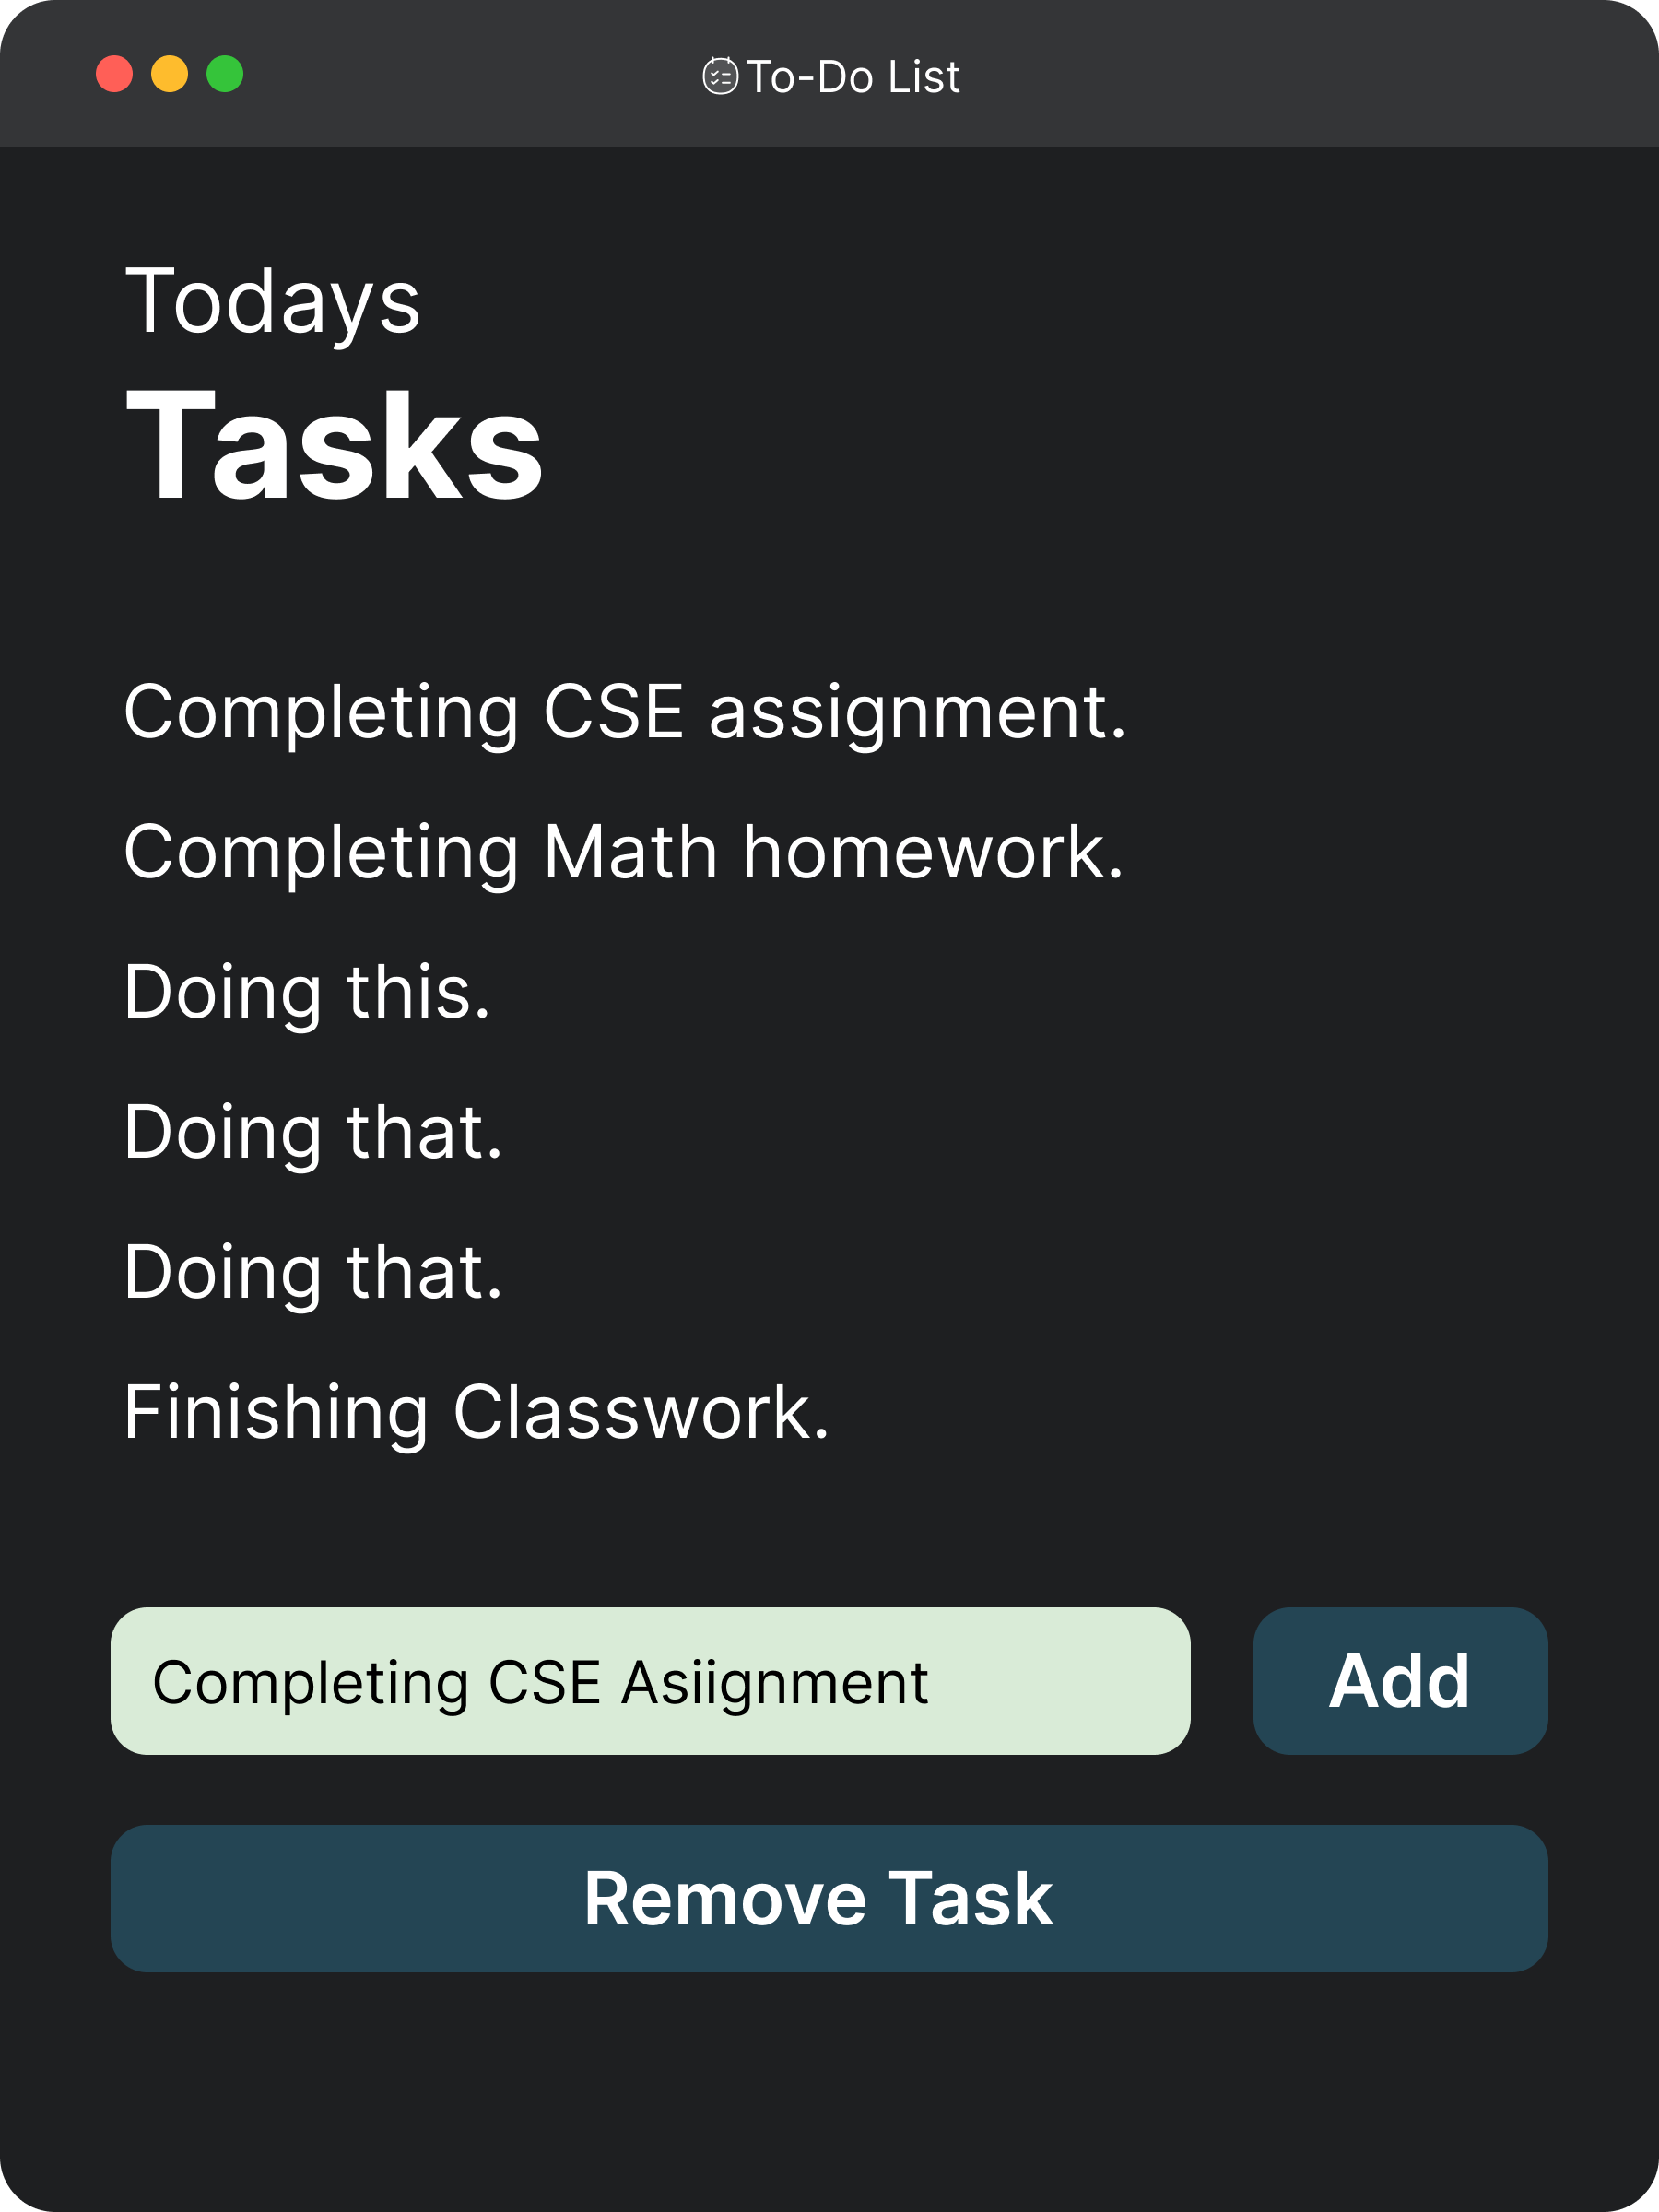 To-Do List
Todays
Tasks
Completing CSE assignment.
Completing Math homework.
Doing this.
Doing that.
Doing that.
Finishing Classwork.
Completing CSE Asiignment
Add
Remove Task